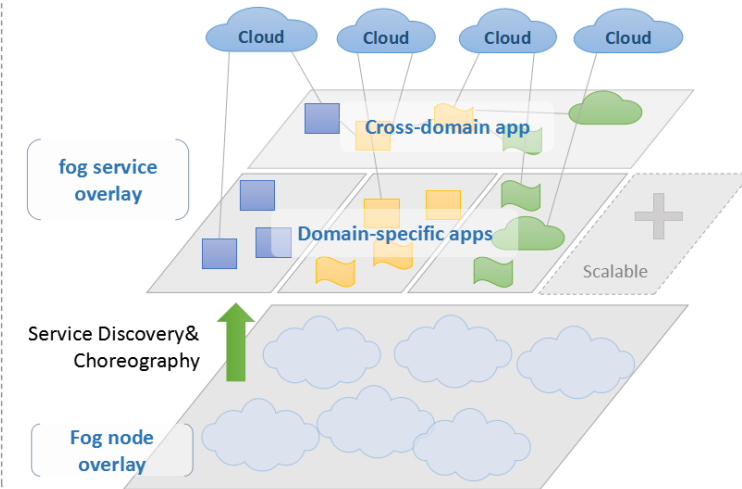 Cloud
Cloud
Cloud
Cloud
Cross-domain app
fog service
overlay
Domain-specific apps
Scalable
Service Discovery&
Choreography
Fog node
overlay